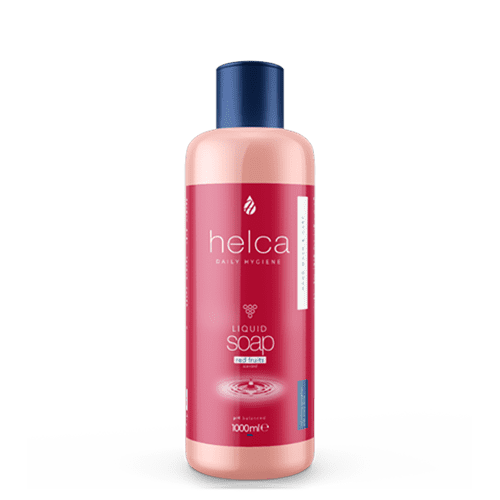 helca
DAILY HYGIENE
LIQUID
soap
red fruits
pH balanced
1000ml ℮